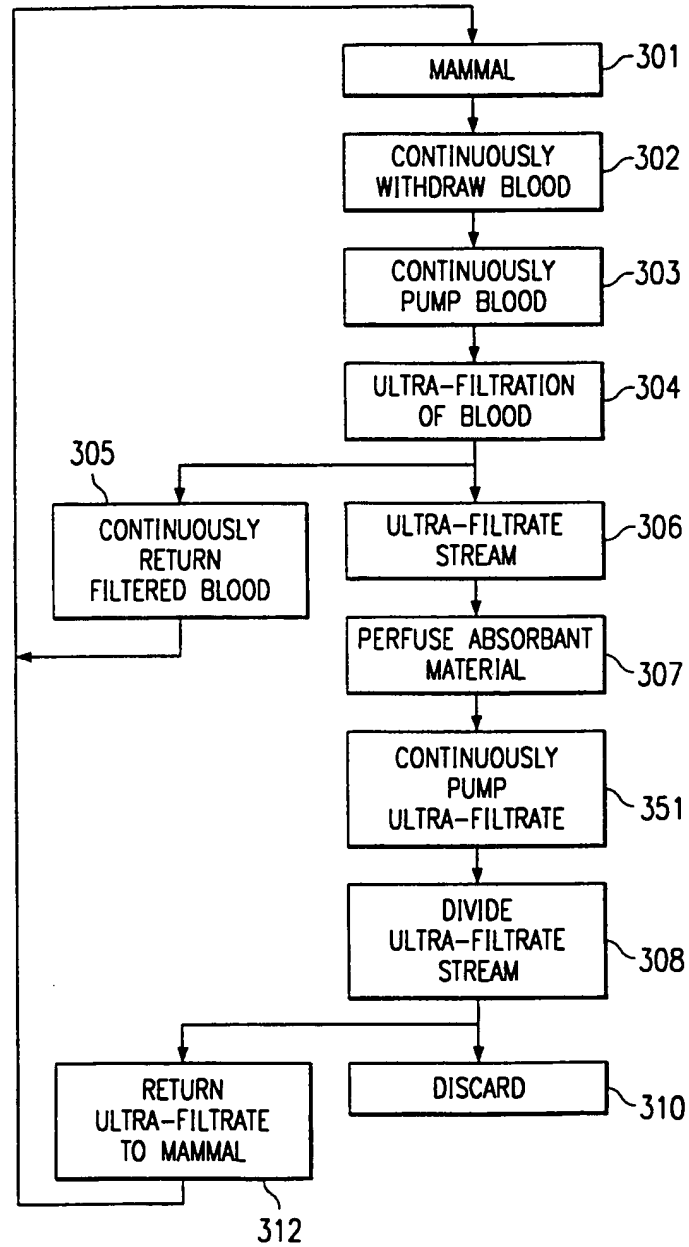 MAMMAL
301
CONTINUOUSLY
WITHDRAW BLOOD
302
CONTINUOUSLY
PUMP BLOOD
303
ULTRA-FILTRATION
OF BLOOD
304
305
CONTINUOUSLY
RETURN
FILTERED BLOOD
ULTRA-FILTRATE
STREAM
306
PERFUSE ABSORBANT
MATERIAL
307
CONTINUOUSLY
PUMP
ULTRA-FILTRATE
351
DIVIDE
ULTRA-FILTRATE
STREAM
308
RETURN
ULTRA-FILTRATE
TO MAMMAL
312
DISCARD
310